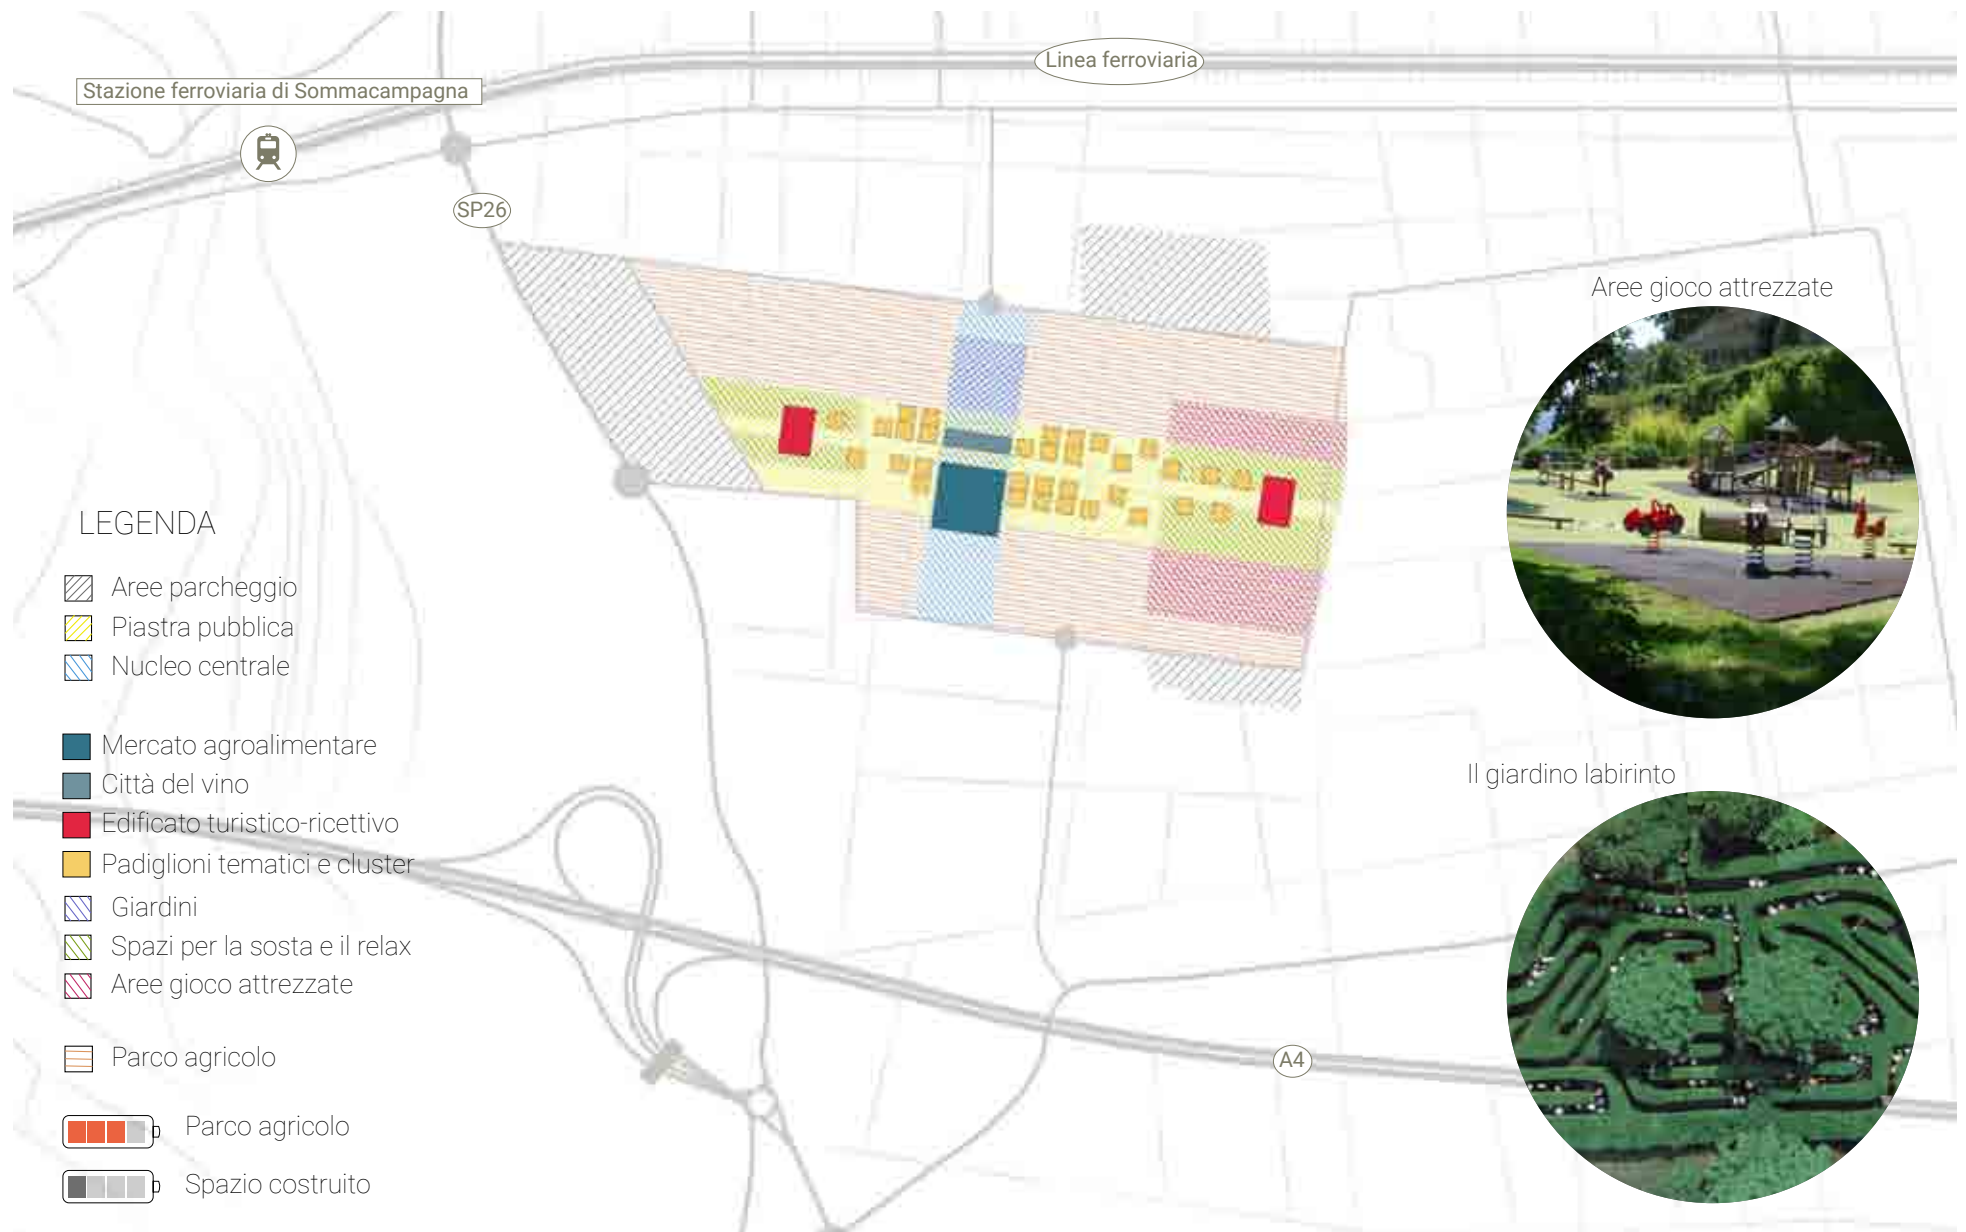 Linea ferroviaria
Stazione ferroviaria di Sommacampagna
SP26
Aree gioco attrezzate
LEGENDA
Aree parcheggio
Piastra pubblica
Nucleo centrale
Mercato agroalimentare
Città del vino
Edificato turistico-ricettivo
Padiglioni tematici e cluster
Giardini
Spazi per la sosta e il relax
Aree gioco attrezzate
Parco agricolo
Parco agricolo
Spazio costruito
Il giardino labirinto
A4